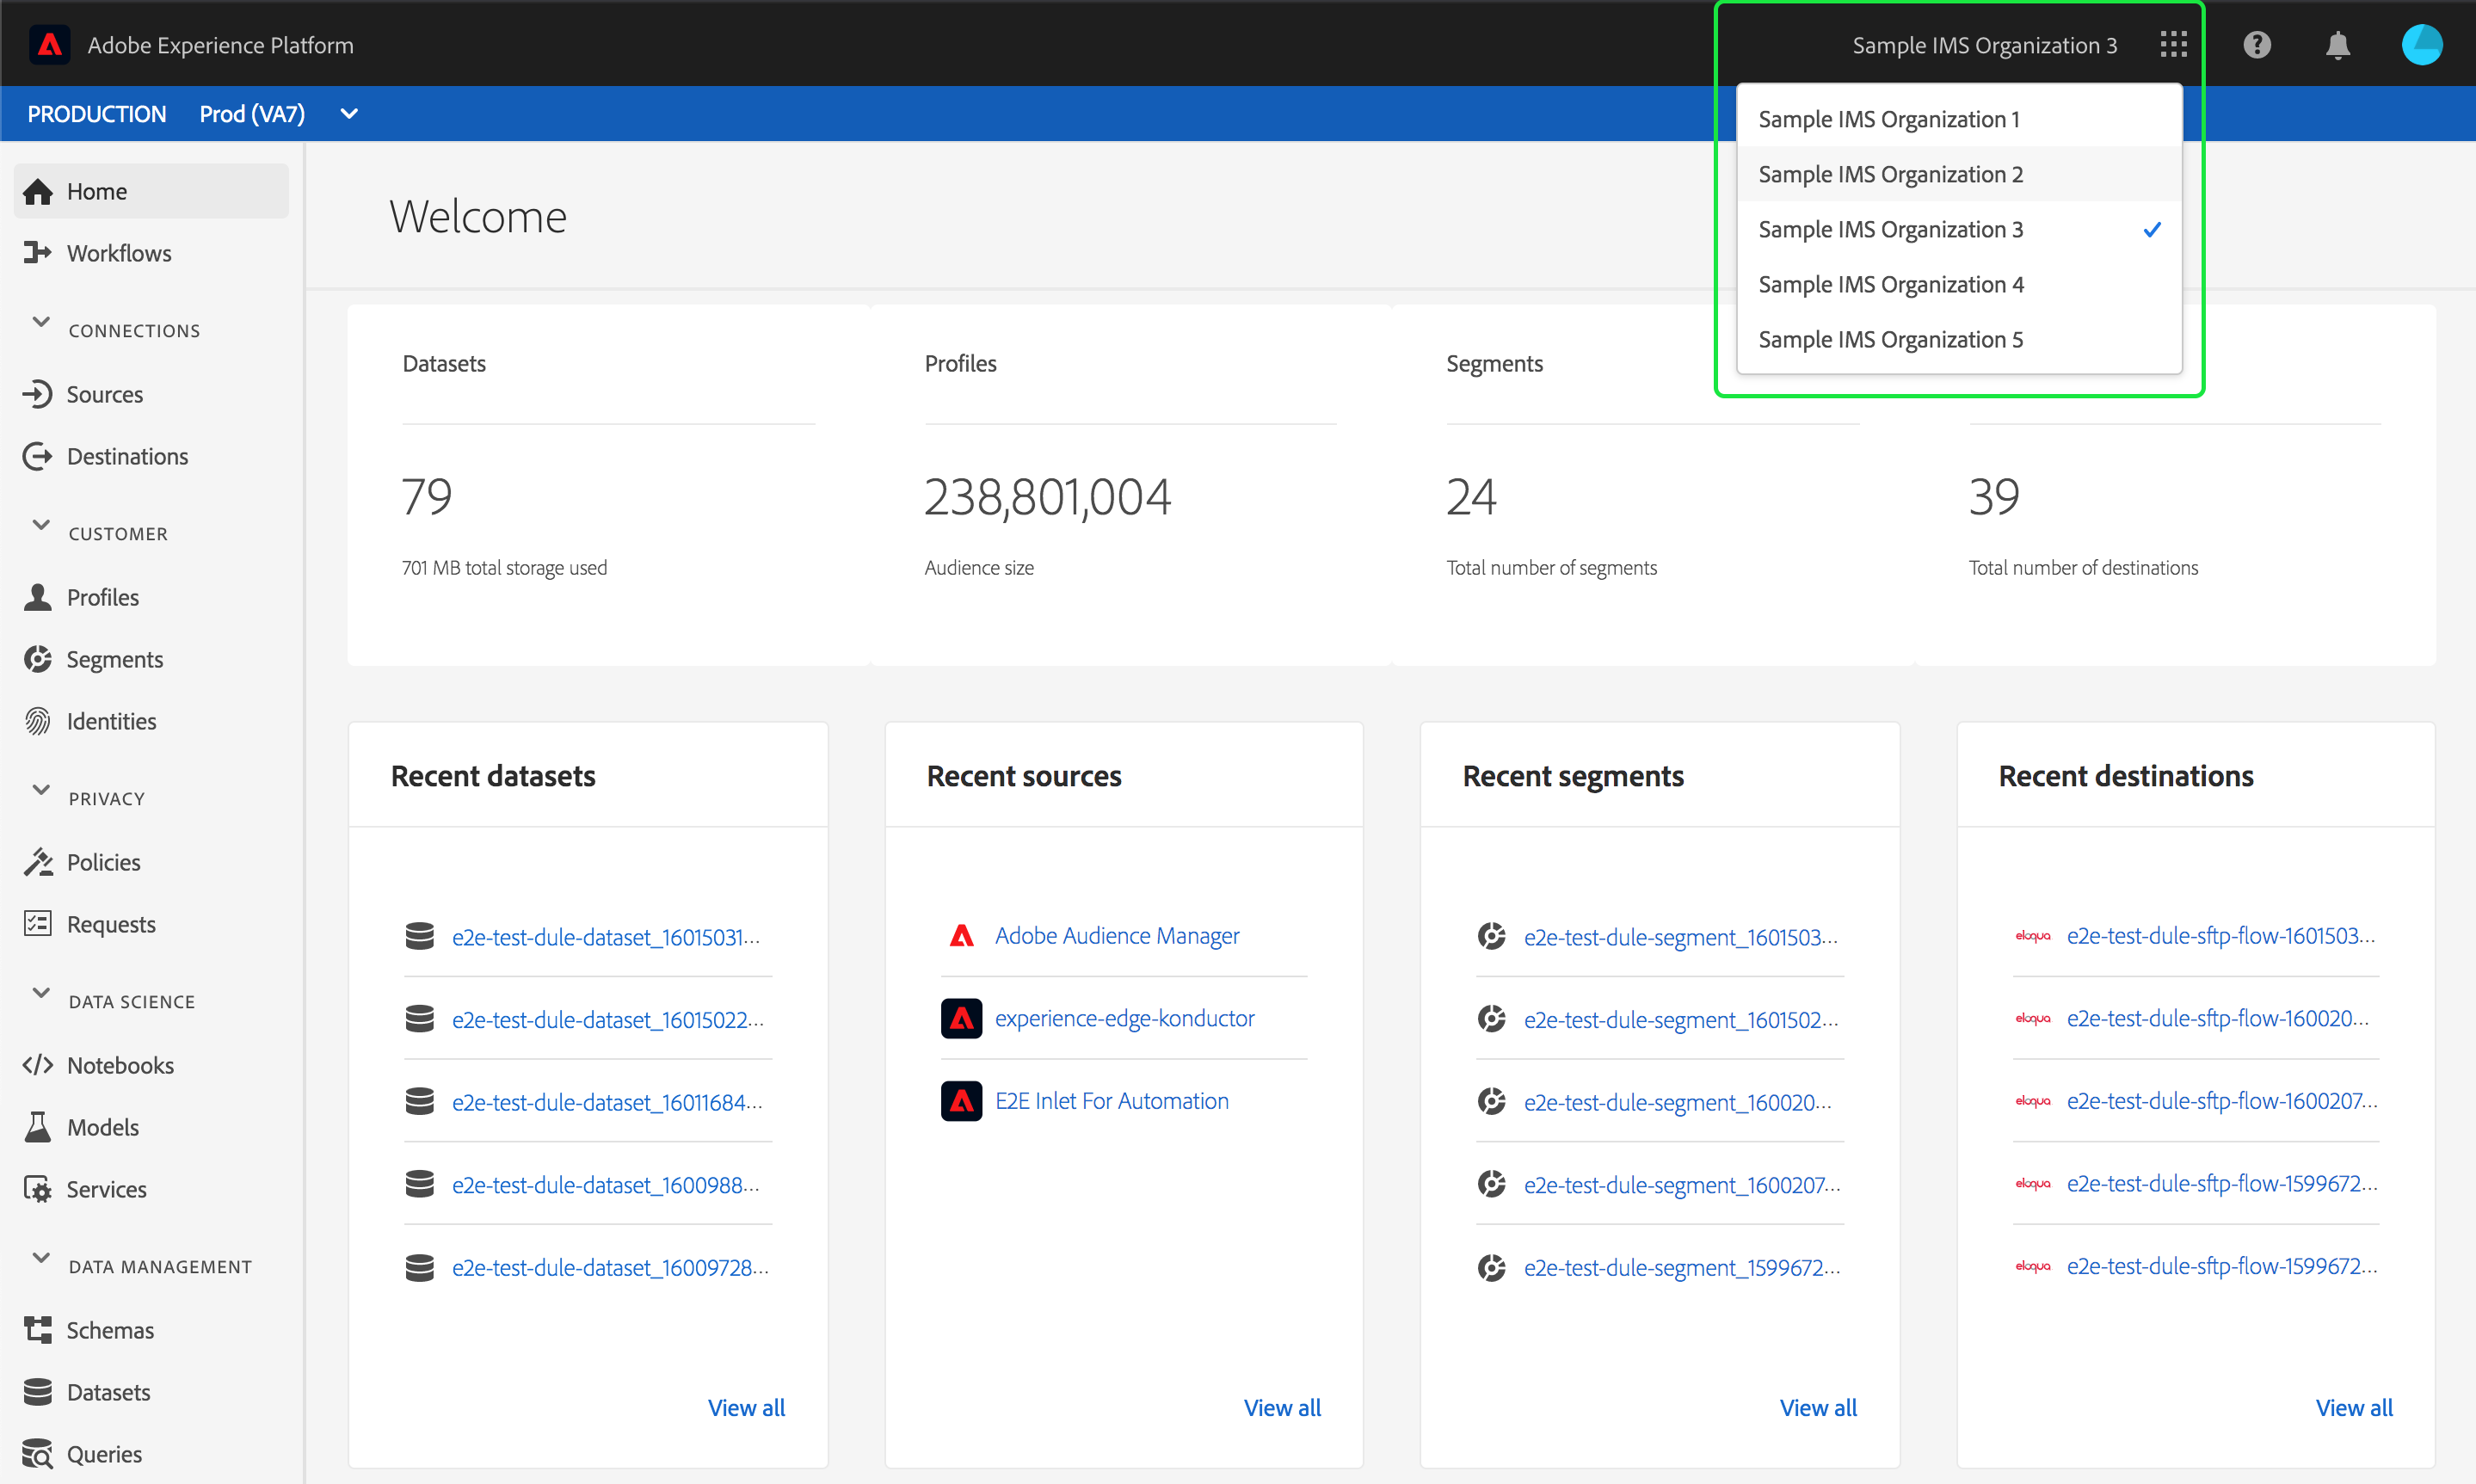 Adobe Experience Platform
Sample IMS Organization 3
PRODUCTION Prod (VA7)
Sample IMS Organization 1
Sample IMS Organization 2
Sample IMS Organization 3
Sample IMS Organization 4
Sample IMS Organization 5
Home
Workflows
CONNECTIONS
Sources
Destinations
CUSTOMER
Profiles
Segments
Identities
PRIVACY
Policies
Requests
DATA SCIENCE
Notebooks
Models
Services
DATA MANAGEMENT
Schemas
Datasets
Queries
Welcome
Datasets
79
701 MB total storage used
Profiles
238,801,004
Audience size
Segments
24
Total number of segments
39
Total number of destinations
Recent datasets
e2e-test-dule-dataset_16015031...
e2e-test-dule-dataset_16015022...
e2e-test-dule-dataset_16011684...
e2e-test-dule-dataset_1600988...
e2e-test-dule-dataset_16009728...
View all
Recent sources
Adobe Audience Manager
experience-edge-konductor
E2E Inlet For Automation
View all
Recent segments
e2e-test-dule-segment_1601503...
e2e-test-dule-segment_1601502...
e2e-test-dule-segment_160020...
e2e-test-dule-segment_1600207...
e2e-test-dule-segment_1599672...
View all
Recent destinations
eloqua e2e-test-dule-sftp-flow-1601503...
eloqua e2e-test-dule-sftp-flow-160020...
eloqua e2e-test-dule-sftp-flow-1600207...
eloqua e2e-test-dule-sftp-flow-1599672...
eloqua e2e-test-dule-sftp-flow-1599672...
View all